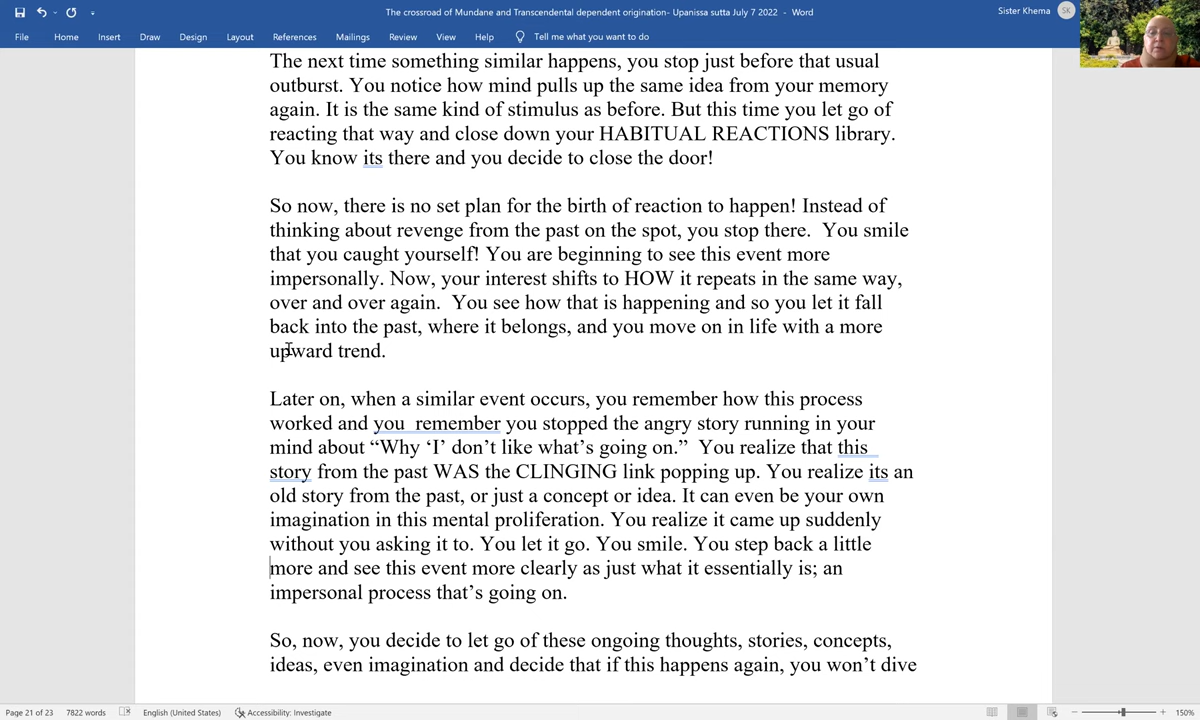 The crossroad of Mundane and Transcendental dependent origination- Upanissa sutta July 7 2022 - Word
Sister Khema SK
File Home Insert Draw Design Layout References Mailings Review View Help Tell me what you want to do
The next time something similar happens, you stop just before that usual
outburst. You notice how mind pulls up the same idea from your memory
again. It is the same kind of stimulus as before. But this time you let go of
reacting that way and close down your HABITUAL REACTIONS library.
You know its there and you decide to close the door!
So now, there is no set plan for the birth of reaction to happen! Instead of
thinking about revenge from the past on the spot, you stop there.  You smile
that you caught yourself! You are beginning to see this event more
impersonally. Now, your interest shifts to HOW it repeats in the same way,
over and over again.  You see how that is happening and so you let it fall
back into the past, where it belongs, and you move on in life with a more
upward trend.
Later on, when a similar event occurs, you remember how this process
worked and you  remember you stopped the angry story running in your
mind about “Why ‘I’ don’t like what’s going on.”  You realize that this
story from the past WAS the CLINGING link popping up. You realize its an
old story from the past, or just a concept or idea. It can even be your own
imagination in this mental proliferation. You realize it came up suddenly
without you asking it to. You let it go. You smile. You step back a little
more and see this event more clearly as just what it essentially is; an
impersonal process that’s going on.
So, now, you decide to let go of these ongoing thoughts, stories, concepts,
ideas, even imagination and decide that if this happens again, you won’t dive
Page 21 of 23 7822 words English (United States) Accessibility: Investigate 150%